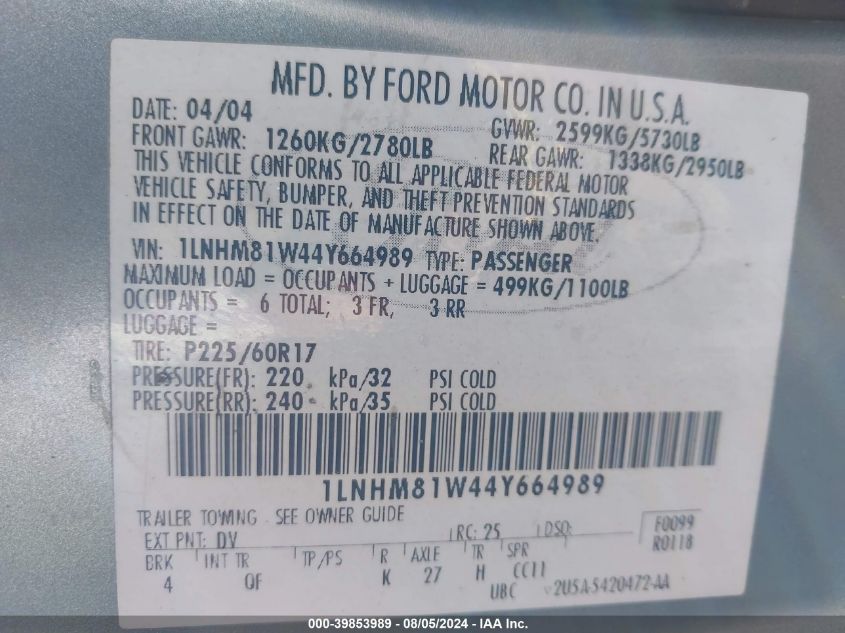 MFD. BY FORD MOTOR CO. IN U.S.A.
DATE: 04/04 GVWR: 2599KG/5730LB
FRONT GAWR: 1260KG/2780LB REAR GAWR: 1338KG/2950LB
THIS VEHICLE CONFORMS TO ALL APPLICABLE FEDERAL MOTOR
VEHICLE SAFETY, BUMPER, AND THEFT PREVENTION STANDARDS
IN EFFECT ON THE DATE OF MANUFACTURE SHOWN ABOVE.
VIN: 1LNHM81W44Y664989 TYPE: PASSENGER
MAXIMUM LOAD = OCCUPANTS + LUGGAGE = 499KG/1100LB
OCCUPANTS = 6 TOTAL; 3 FR, 3 RR
LUGGAGE =
TIRE: P225/60R17
PRESSURE(FR): 220 kPa/32 PSI COLD
PRESSURE(RR): 240 kPa/35 PSI COLD
1LNHM81W44Y664989
TRAILER TOWING - SEE OWNER GUIDE
EXT PNT: DV RC: 25 DSO: F0099
R0118
BRK INT TR TP/PS R AXLE TR SPR
4 OF K 27 H CC11
UBC 2U5A-5420472-AA
000-39853989 - 08/05/2024 - IAA Inc.